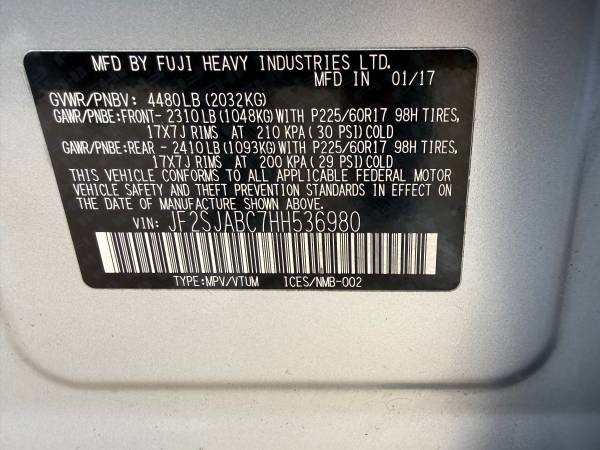 MFD BY FUJI HEAVY INDUSTRIES LTD.
MFD IN 01/17
GVWR/PNBV: 4480LB(2032KG)
GAWR/PNBE:FRONT- 2310LB(1048KG)WITH P225/60R17 98H TIRES,
17X7J RIMS AT 210 KPA(30 PSI)COLD
GAWR/PNBE:REAR - 2410LB(1093KG)WITH P225/60R17 98H TIRES,
17X7J RIMS AT 200 KPA(29 PSI)COLD
THIS VEHICLE CONFORMS TO ALL APPLICABLE FEDERAL MOTOR
VEHICLE SAFETY AND THEFT PREVENTION STANDARDS IN EFFECT ON
THE DATE OF MANUFACTURE SHOWN ABOVE.
VIN: JF2SJABC7HH536980
TYPE:MPV/VTUM ICES/NMB-002